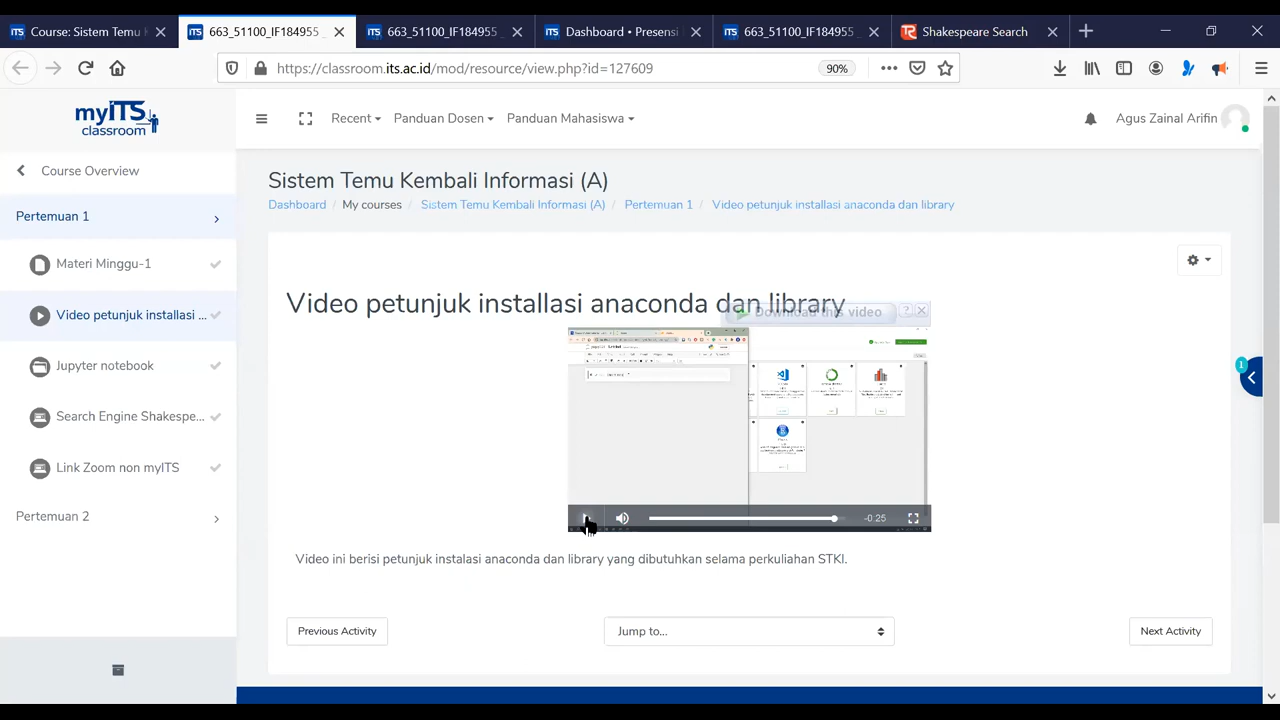 Course: Sistem Temu K
663_51100_IF184955_
663_51100_IF184955_
Dashboard • Presensi
663_51100_IF184955_
Shakespeare Search
https://classroom.its.ac.id/mod/resource/view.php?id=127609
90%
myITS
classroom
Recent
Panduan Dosen
Panduan Mahasiswa
Agus Zainal Arifin
Course Overview
Pertemuan 1
Materi Minggu-1
Video petunjuk installasi ...
Jupyter notebook
Search Engine Shakespe...
Link Zoom non myITS
Pertemuan 2
Sistem Temu Kembali Informasi (A)
Dashboard / My courses / Sistem Temu Kembali Informasi (A) / Pertemuan 1 / Video petunjuk installasi anaconda dan library
Video petunjuk installasi anaconda dan library
Download this video
?
-0:25
Video ini berisi petunjuk instalasi anaconda dan library yang dibutuhkan selama perkuliahan STKI.
Previous Activity
Jump to...
Next Activity
1